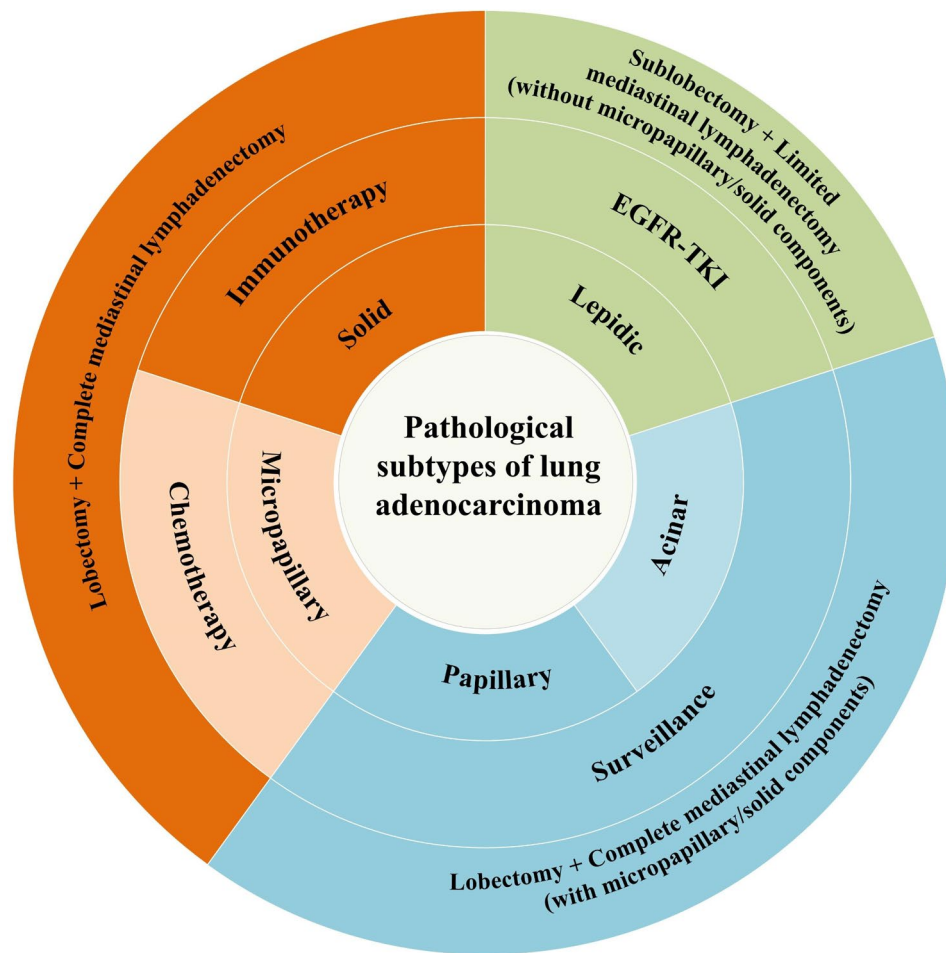 Sublobectomy + Limited
mediastinal lymphadenectomy
(without micropapillary/solid components)
EGFR-TKI
Lepidic
Lobectomy + Complete mediastinal lymphadenectomy
Immunotherapy
Solid
Pathological
subtypes of lung
adenocarcinoma
Micropapillary
Chemotherapy
Acinar
Papillary
Surveillance
Lobectomy + Complete mediastinal lymphadenectomy
(with micropapillary/solid components)